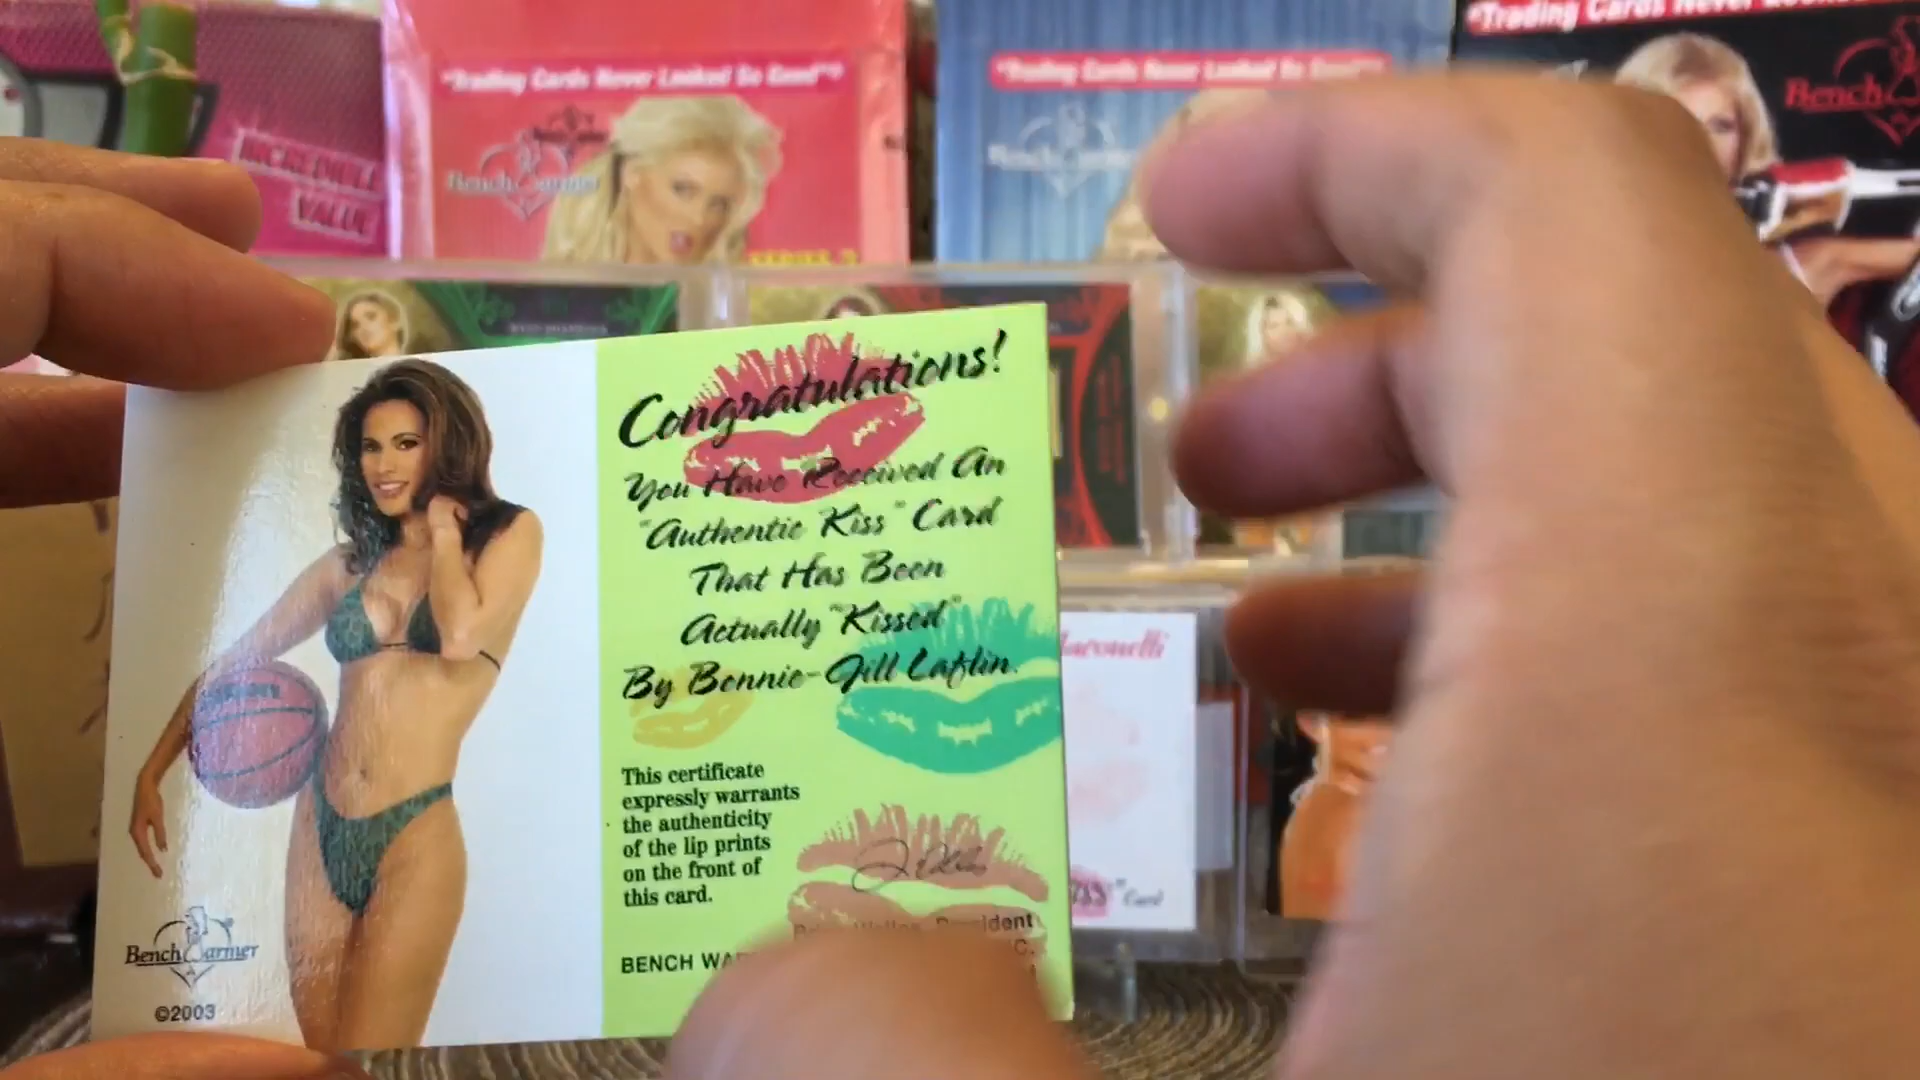 INCREDIBLE
VALUE
"Trading Cards Never Looked So Good"
Bench Warmer
"Trading Cards Never Looked So Good"
Bench Warmer
"Trading Cards Never
Bench
Congratulations!
You Have Received An
"Authentic Kiss" Card
That Has Been
Actually "Kissed"
By Bennie-Jill Laflin.
This certificate
expressly warrants
the authenticity
of the lip prints
on the front of
this card.
President
BENCH
BenchWarmer
©2003
Card